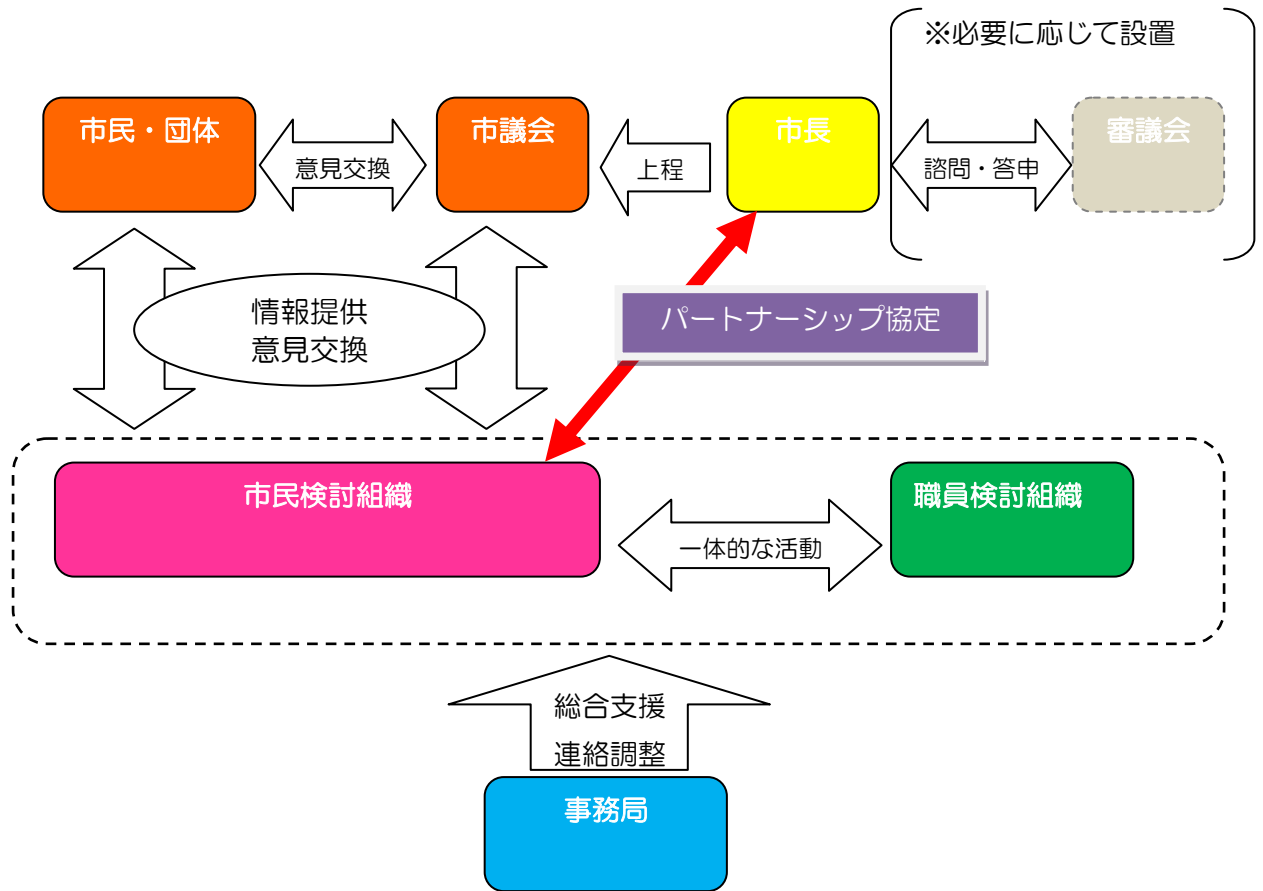 ※必要に応じて設置
市民・団体
意見交換
市議会
上程
市長
諮問・答申
審議会
情報提供
意見交換
パートナーシップ協定
市民検討組織
一体的な活動
職員検討組織
総合支援
連絡調整
事務局